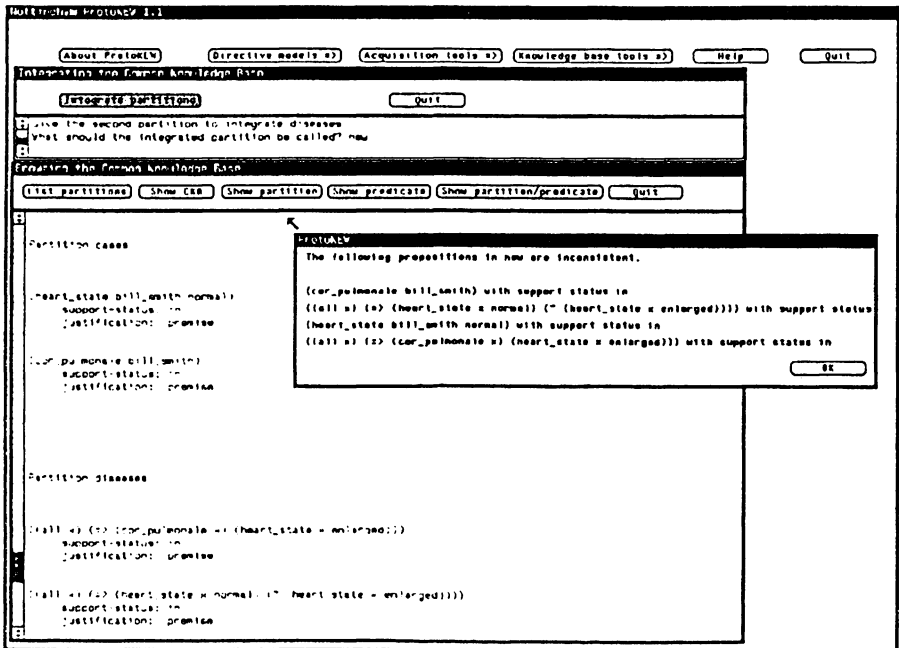 Nottingham ProtoKEW 1.1
About ProtoKEW Directive models =>) Acquisition tools =>) Knowledge base tools =>) Help Quit
Integrating the Common Knowledge Base
Integrate partitions Quit
Give the second partition to integrate diseases
What should the integrated partition be called? new
Browsing the Common Knowledge Base
List partitions Show CKB Show partition Show predicate Show partition/predicate Quit
Partition cases
(heart_state bill_smith normal)
support-status: in
justification: premise
(cor_pulmonale bill_smith)
support-status: in
justification: premise
Partition diseases
((all x) (=> (cor_pulmonale x) (heart_state x enlarged)))
support-status: in
justification: premise
((all x) (=> (heart_state x normal) (~ (heart_state x enlarged))))
support-status: in
justification: premise
ProtoKEW
The following propositions in new are inconsistent.
(cor_pulmonale bill_smith) with support status in
((all x) (=> (heart_state x normal) (~ (heart_state x enlarged)))) with support status
(heart_state bill_smith normal) with support status in
((all x) (=> (cor_pulmonale x) (heart_state x enlarged))) with support status in
OK